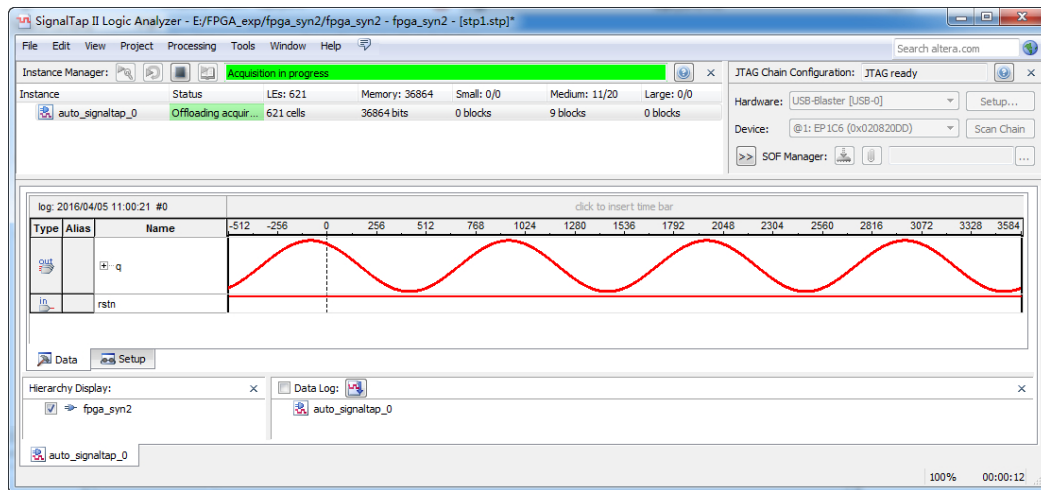 SignalTap II Logic Analyzer - E:/FPGA_exp/fpga_syn2/fpga_syn2 - fpga_syn2 - [stp1.stp]*
File Edit View Project Processing Tools Window Help
Search altera.com
Instance Manager: Acquisition in progress
JTAG Chain Configuration: JTAG ready
Instance Status LEs: 621 Memory: 36864 Small: 0/0 Medium: 11/20 Large: 0/0
auto_signaltap_0 Offloading acquir... 621 cells 36864 bits 0 blocks 9 blocks 0 blocks
Hardware: USB-Blaster [USB-0] Setup...
Device: @1: EP1C6 (0x020820DD) Scan Chain
>> SOF Manager: ...
log: 2016/04/05 11:00:21 #0 click to insert time bar
Type Alias Name -512 -256 0 256 512 768 1024 1280 1536 1792 2048 2304 2560 2816 3072 3328 3584
out q
in rstn
Data Setup
Hierarchy Display: Data Log:
fpga_syn2 auto_signaltap_0
auto_signaltap_0
100% 00:00:12